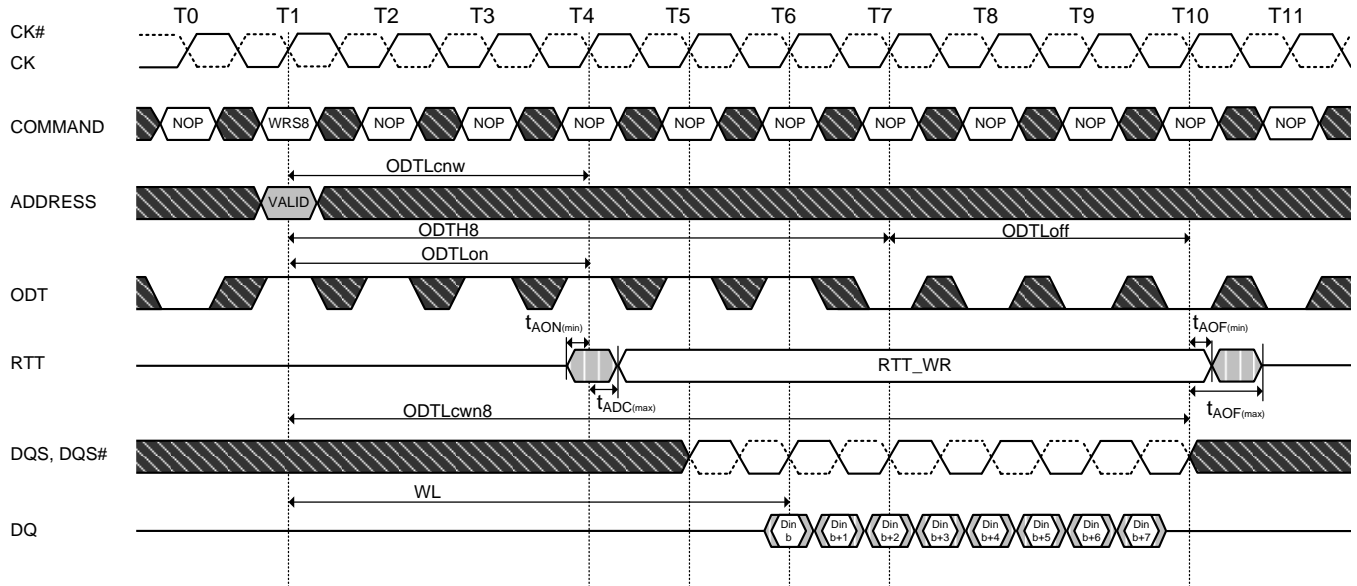 T0 T1 T2 T3 T4 T5 T6 T7 T8 T9 T10 T11
CK#
CK
COMMAND NOP WRS8 NOP NOP NOP NOP NOP NOP NOP NOP NOP NOP
ODTLcnw
ADDRESS VALID
ODTH8 ODTLoff
ODTLon
ODT
tAON(min) tAOF(min)
RTT RTT_WR
tADC(max) tAOF(max)
ODTLcwn8
DQS, DQS#
WL
DQ Din b Din b+1 Din b+2 Din b+3 Din b+4 Din b+5 Din b+6 Din b+7